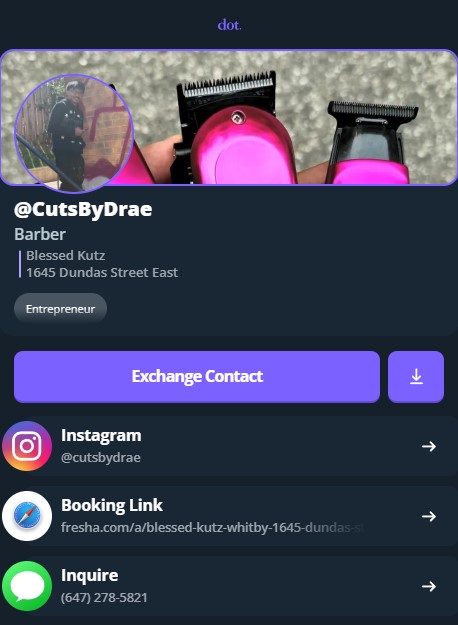 dot.
@CutsByDrae
Barber
Blessed Kutz
1645 Dundas Street East
Entrepreneur
Exchange Contact
Instagram
@cutsbydrae
Booking Link
fresha.com/a/blessed-kutz-whitby-1645-dundas-s
Inquire
(647) 278-5821